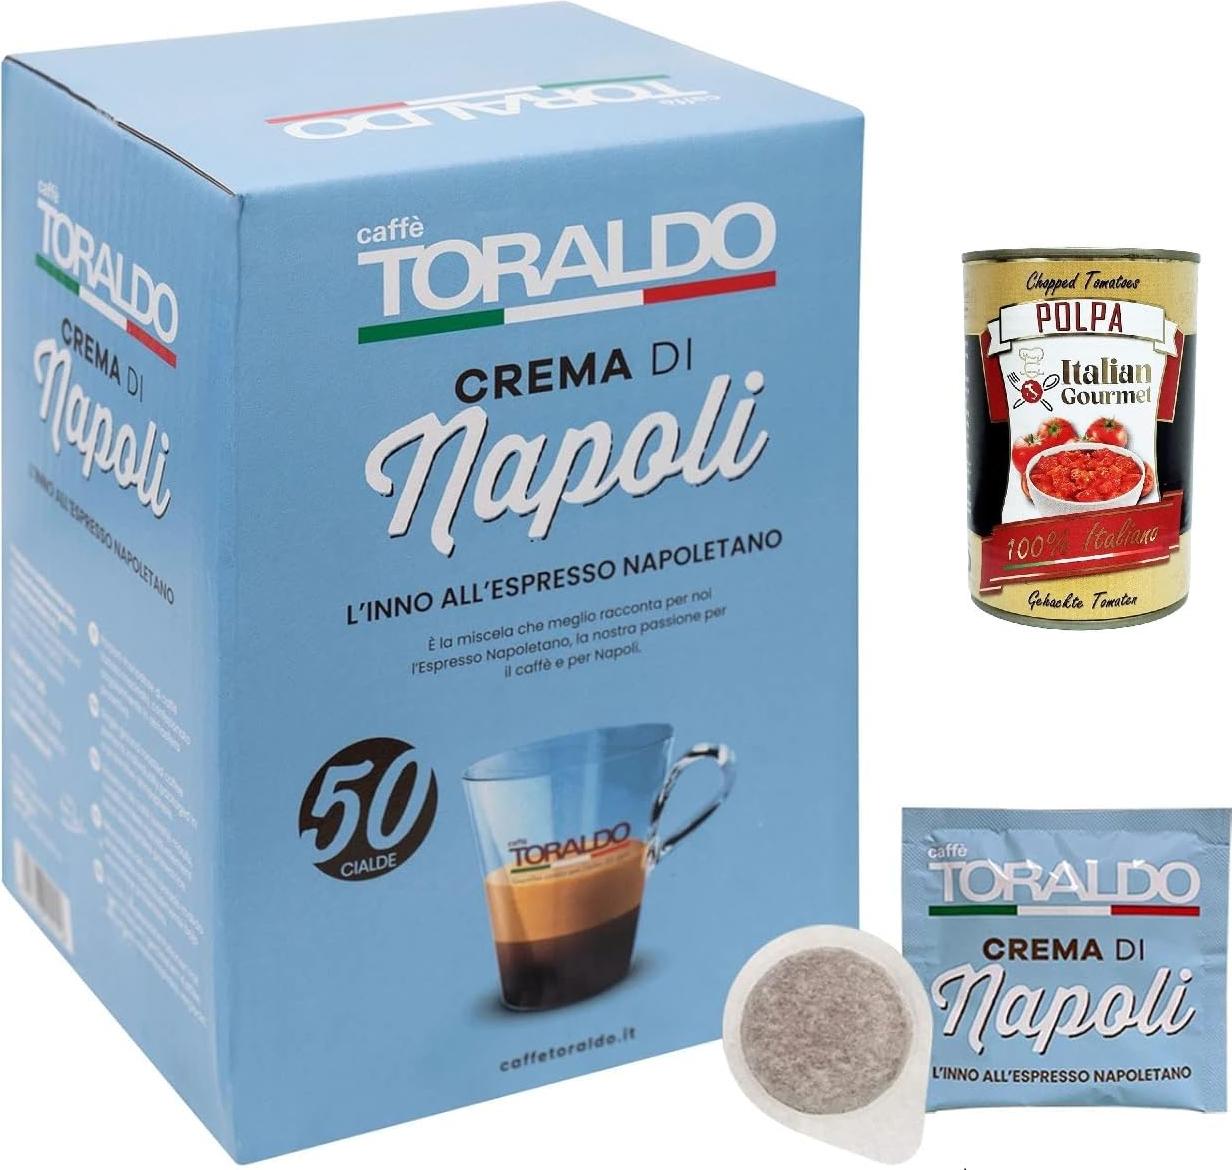 caffè
TORALDO
caffè
TORALDO
CREMA DI
Napoli
L'INNO ALL'ESPRESSO NAPOLETANO
caffè
TORALDO
CREMA DI
Napoli
L'INNO ALL'ESPRESSO NAPOLETANO
È la miscela che meglio racconta per noi
l'Espresso Napoletano, la nostra passione per
il caffè e per Napoli.
50
CIALDE
caffè
TORALDO
caffetoraldo.it
Chopped Tomatoes
POLPA
Italian
Gourmet
100% Italiano
Gehackte Tomaten
caffè
TORALDO
CREMA DI
Napoli
L'INNO ALL'ESPRESSO NAPOLETANO